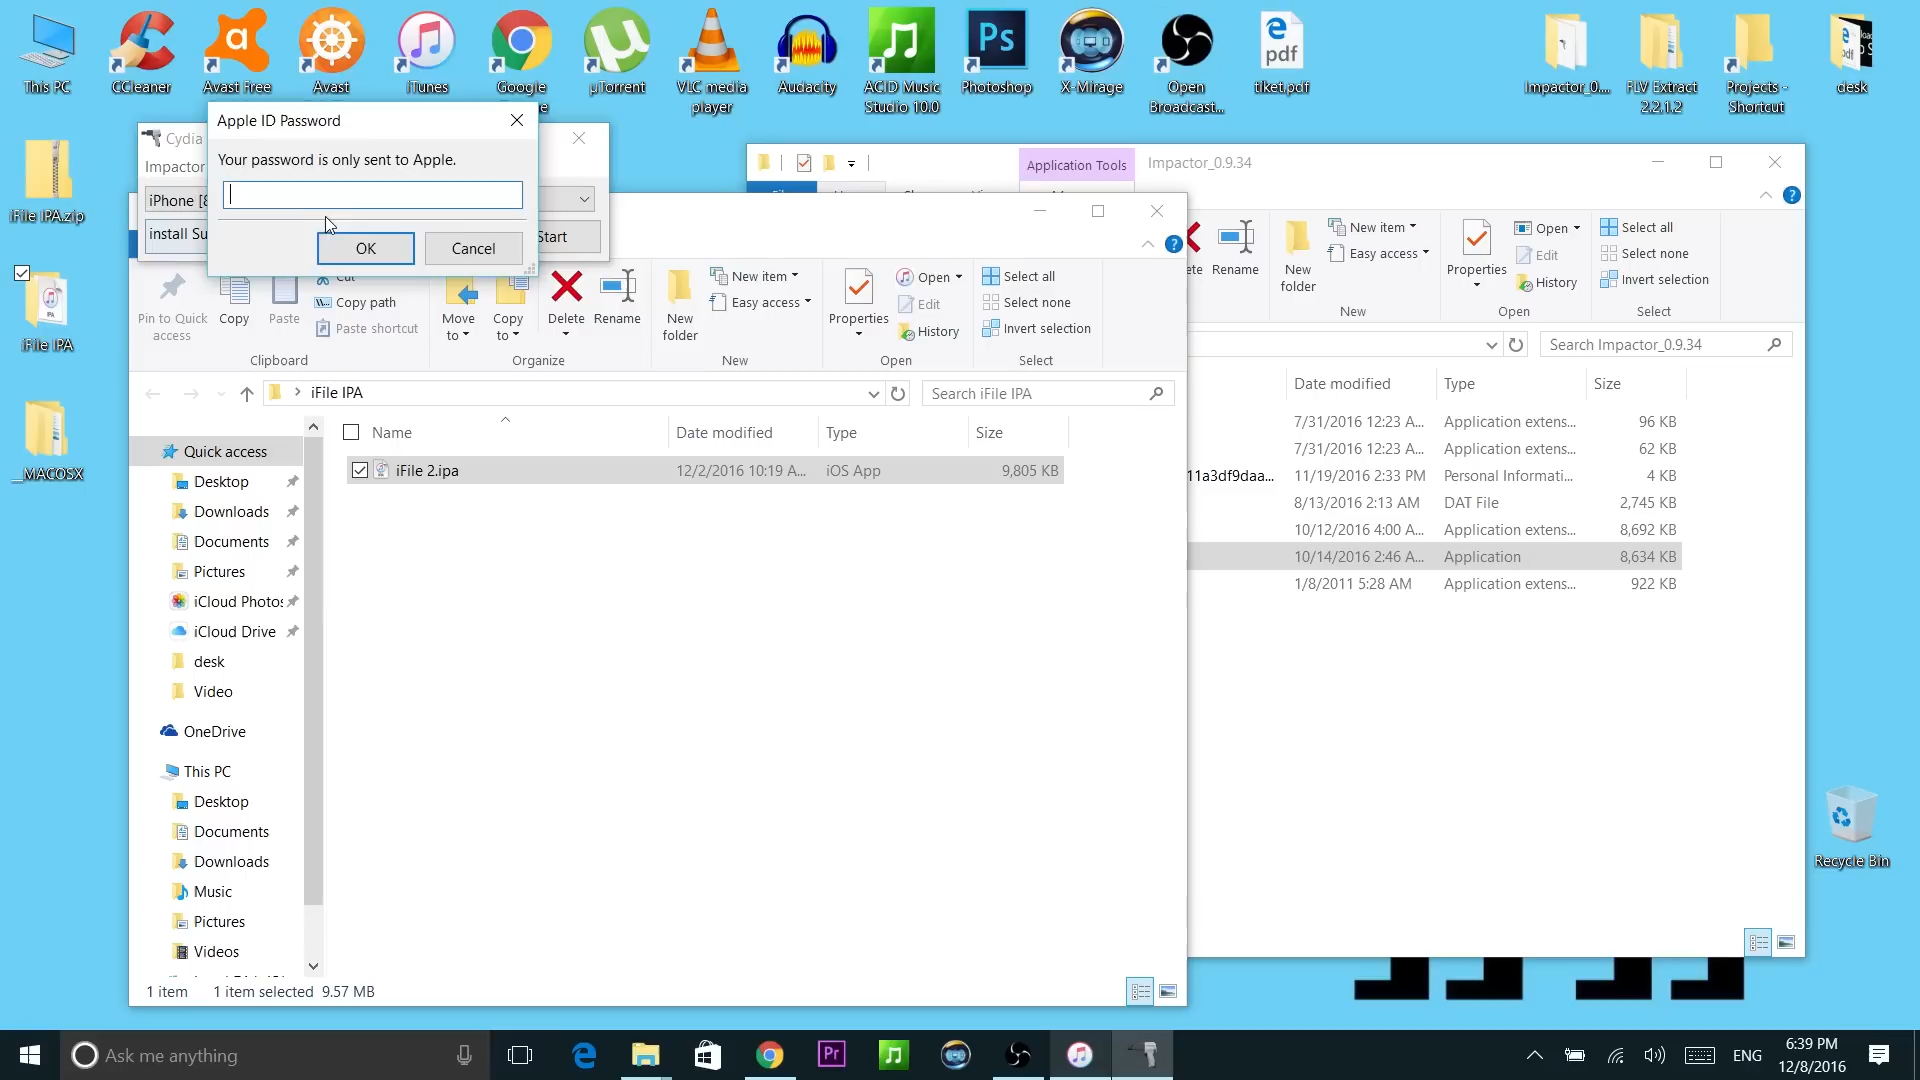 This PC
CCleaner
Avast Free
Avast
iTunes
Google
µTorrent
VLC media
player
Audacity
ACID Music
Studio 10.0
Photoshop
X-Mirage
Open
Broadcast...
tiket.pdf
Impactor_0....
FLV Extract
2.2.1.2
Projects -
Shortcut
desk
iFile IPA.zip
iFile IPA
__MACOSX
Recycle Bin
Apple ID Password
Your password is only sent to Apple.
OK
Cancel
Cydia
Impactor
iPhone [8
install Su
Start
Application Tools
Impactor_0.9.34
Rename
New
folder
New item
Easy access
Properties
Open
Edit
History
Select all
Select none
Invert selection
New
Open
Select
Search Impactor_0.9.34
Date modified
Type
Size
7/31/2016 12:23 A...
Application extens...
96 KB
7/31/2016 12:23 A...
Application extens...
62 KB
11a3df9daa...
11/19/2016 2:33 PM
Personal Informati...
4 KB
8/13/2016 2:13 AM
DAT File
2,745 KB
10/12/2016 4:00 A...
Application extens...
8,692 KB
10/14/2016 2:46 A...
Application
8,634 KB
1/8/2011 5:28 AM
Application extens...
922 KB
Pin to Quick
access
Copy
Paste
Cut
Copy path
Paste shortcut
Move
to
Copy
to
Delete
Rename
New
folder
New item
Easy access
Properties
Open
Edit
History
Select all
Select none
Invert selection
Clipboard
Organize
New
Open
Select
iFile IPA
Search iFile IPA
Name
Date modified
Type
Size
iFile 2.ipa
12/2/2016 10:19 A...
iOS App
9,805 KB
Quick access
Desktop
Downloads
Documents
Pictures
iCloud Photos
iCloud Drive
desk
Video
OneDrive
This PC
Desktop
Documents
Downloads
Music
Pictures
Videos
1 item
1 item selected 9.57 MB
Ask me anything
ENG
6:39 PM
12/8/2016